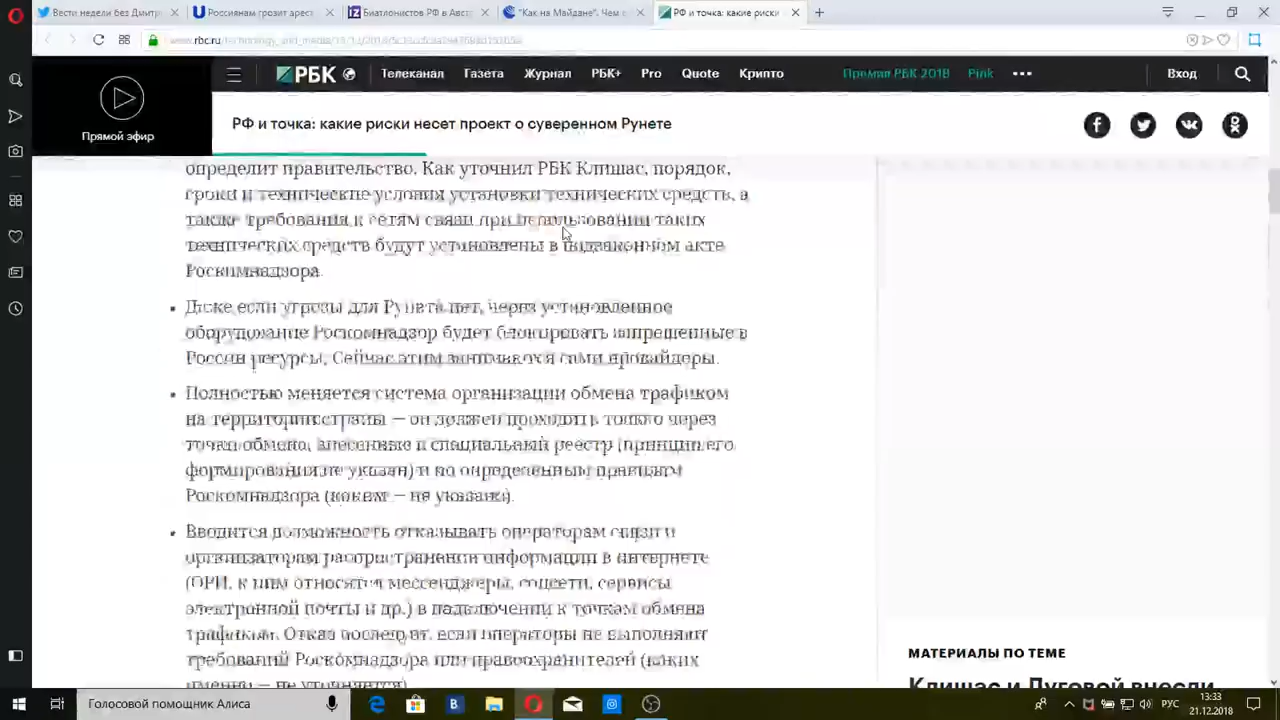 Вести недели без Дмитр
Россиянам грозит арест
Биатлонистов РФ в Авст
"Как на Майдане". Чем о
РФ и точка: какие риски
www.rbc.ru
РБК
Телеканал
Газета
Журнал
РБК+
Pro
Quote
Крипто
Премия РБК 2018
Pink
Вход
Прямой эфир
РФ и точка: какие риски несет проект о суверенном Рунете
определит правительство. Как уточнил РБК Клишас, порядок,
сроки и технические условия установки технических средств, а
также требования к сетям связи при использовании таких
технических средств будут установлены в подзаконном акте
Роскомнадзора.
Даже если угрозы для Рунета нет, через установленное
оборудование Роскомнадзор будет блокировать запрещенные в
России ресурсы. Сейчас этим занимаются сами провайдеры.
Полностью меняется система организации обмена трафиком
на территории страны — он должен проходить только через
точки обмена, внесенные в специальный реестр (принцип его
формирования не указан) и по определенным правилам
Роскомнадзора (каким — не указано).
Вводится возможность отказывать операторам связи и
организаторам распространения информации в интернете
(ОРИ, к ним относятся мессенджеры, соцсети, сервисы
электронной почты и др.) в подключении к точкам обмена
трафиком. Отказ последует, если операторы не выполняют
требований Роскомнадзора или правоохранителей (каких
именно — не уточняется)
МАТЕРИАЛЫ ПО ТЕМЕ
Клишас и Луговой внесли
Голосовой помощник Алиса
РУС
13:33
21.12.2018